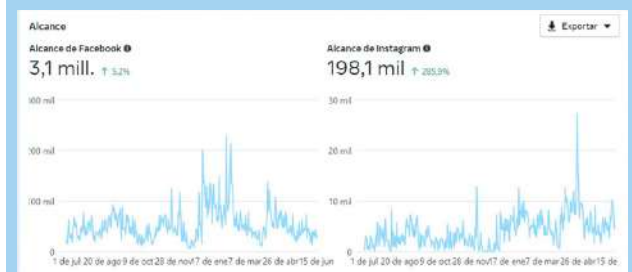 Alcance
Exportar
Alcance de Facebook
3,1 mill. ↑ 5,2%
Alcance de Instagram
198,1 mil ↑ 285,9%
200 mil
0
1 de jul 20 de ago 9 de oct 28 de nov 17 de ene 7 de mar 26 de abr 15 de jun
30 mil
20 mil
10 mil
0
1 de jul 20 de ago 9 de oct 28 de nov 17 de ene 7 de mar 26 de abr 15 de